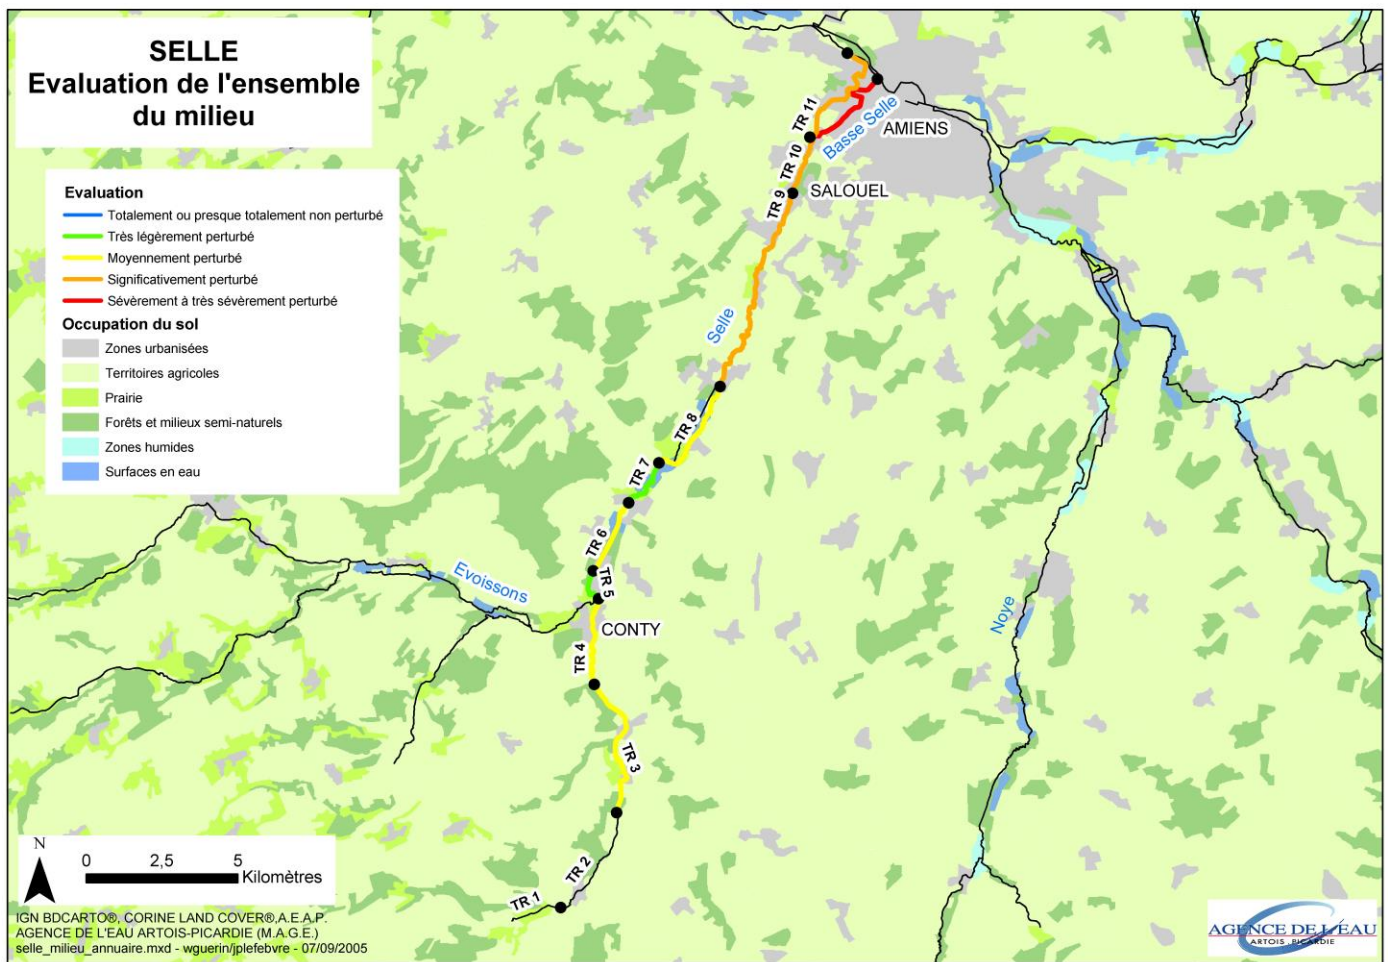 SELLE
Evaluation de l'ensemble
du milieu
Evaluation
Totalement ou presque totalement non perturbé
Très légèrement perturbé
Moyennement perturbé
Significativement perturbé
Sévèrement à très sévèrement perturbé
Occupation du sol
Zones urbanisées
Territoires agricoles
Prairie
Forêts et milieux semi-naturels
Zones humides
Surfaces en eau
TR 11
Basse Selle
AMIENS
TR 10
SALOUEL
TR 9
Selle
TR 8
TR 7
TR 6
TR 5
Evoissons
Noye
CONTY
TR 4
TR 3
TR 2
TR 1
N
0 2,5 5
Kilomètres
IGN BDCARTO®, CORINE LAND COVER®,A.E.A.P.
AGENCE DE L'EAU ARTOIS-PICARDIE (M.A.G.E.)
selle_milieu_annuaire.mxd - wguerin/jplefebvre - 07/09/2005
AGENCE DE L'EAU
ARTOIS . PICARDIE